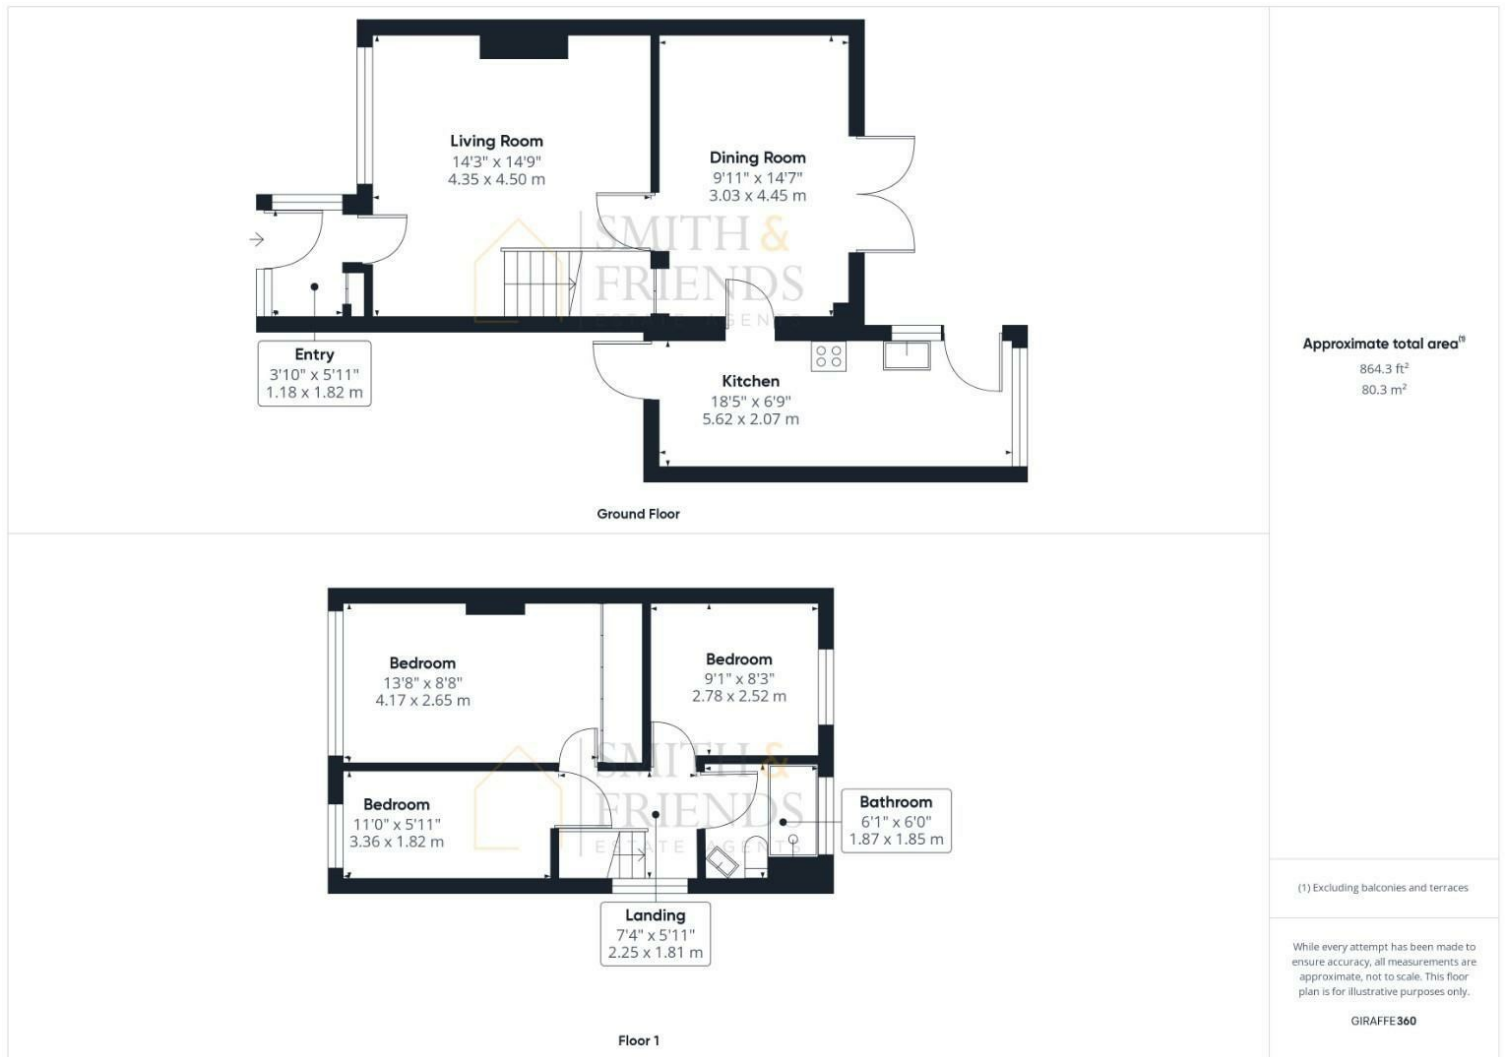 Living Room
14'3" x 14'9"
4.35 x 4.50 m
Dining Room
9'11" x 14'7"
3.03 x 4.45 m
SMITH &
FRIENDS
ESTATE AGENTS
Entry
3'10" x 5'11"
1.18 x 1.82 m
Kitchen
18'5" x 6'9"
5.62 x 2.07 m
Ground Floor
Bedroom
13'8" x 8'8"
4.17 x 2.65 m
Bedroom
9'1" x 8'3"
2.78 x 2.52 m
SMITH &
FRIENDS
ESTATE AGENTS
Bedroom
11'0" x 5'11"
3.36 x 1.82 m
Bathroom
6'1" x 6'0"
1.87 x 1.85 m
Landing
7'4" x 5'11"
2.25 x 1.81 m
Floor 1
Approximate total area(1)
864.3 ft²
80.3 m²
(1) Excluding balconies and terraces
While every attempt has been made to
ensure accuracy, all measurements are
approximate, not to scale. This floor
plan is for illustrative purposes only.
GIRAFFE360